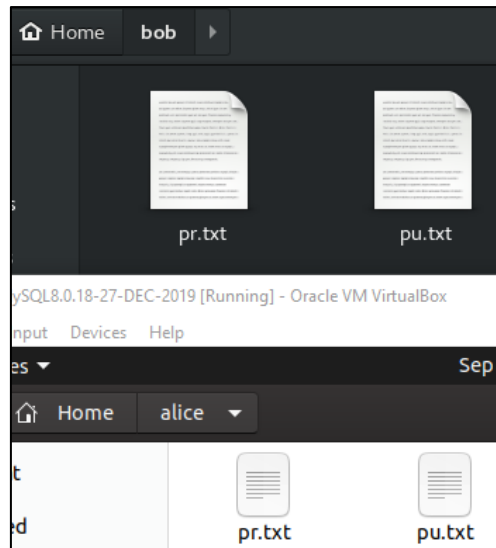 Home bob
s
pr.txt pu.txt
ySQL8.0.18-27-DEC-2019 [Running] - Oracle VM VirtualBox
nput Devices Help
es Sep
Home alice
t
ed
pr.txt pu.txt